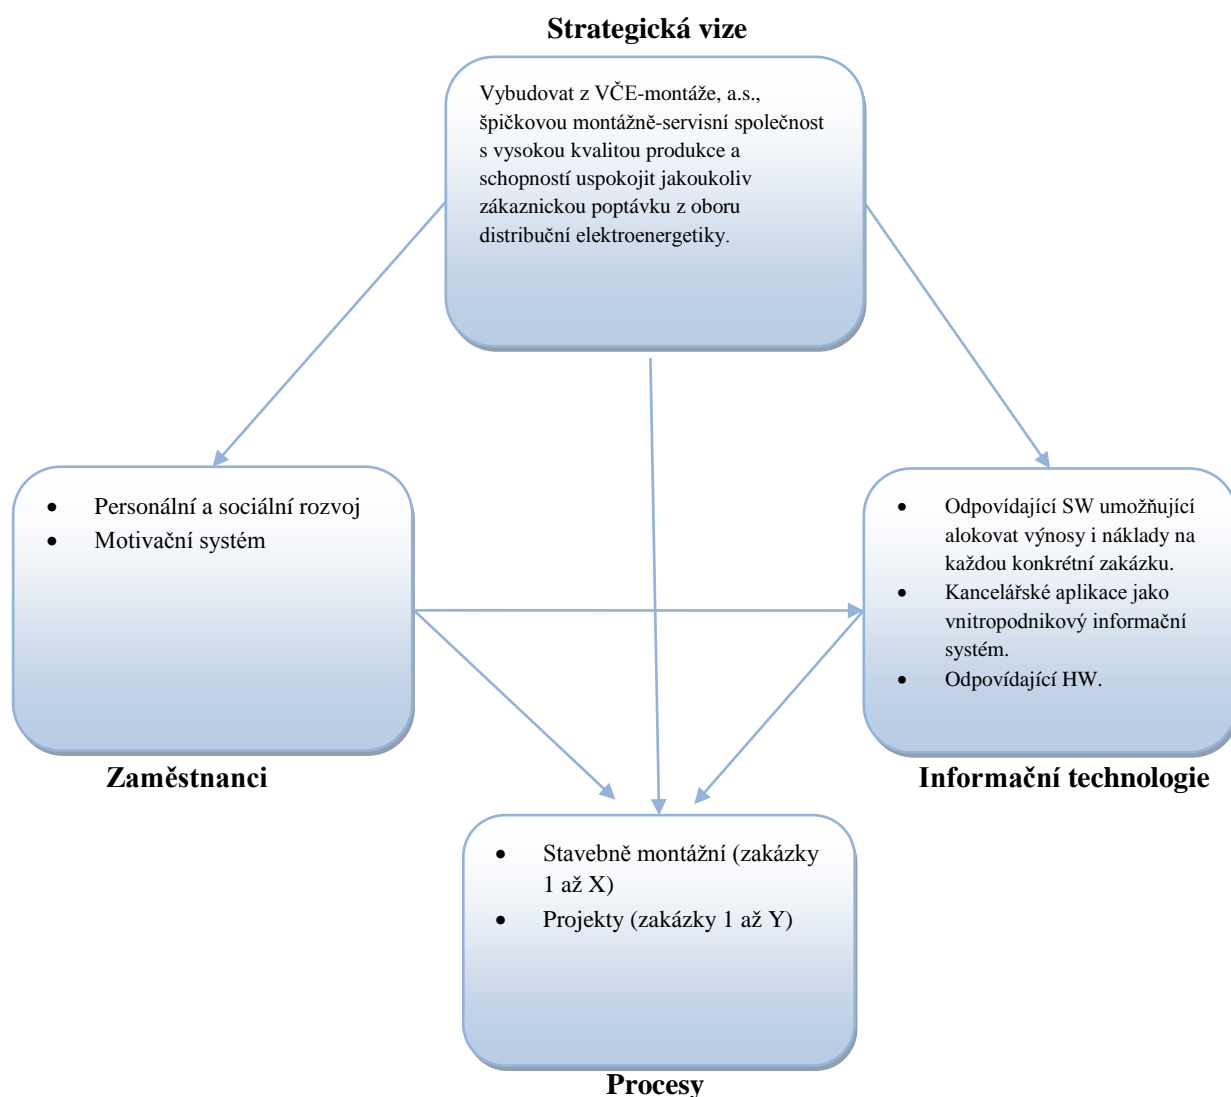 Strategická vize
Vybudovat z VČE-montáže, a.s.,
špičkovou montážně-servisní společnost
s vysokou kvalitou produkce a
schopností uspokojit jakoukoliv
zákaznickou poptávku z oboru
distribuční elektroenergetiky.
• Personální a sociální rozvoj
• Motivační systém
Zaměstnanci
• Odpovídající SW umožňující
alokovat výnosy i náklady na
každou konkrétní zakázku.
• Kancelářské aplikace jako
vnitropodnikový informační
systém.
• Odpovídající HW.
Informační technologie
• Stavebně montážní (zakázky
1 až X)
• Projekty (zakázky 1 až Y)
Procesy